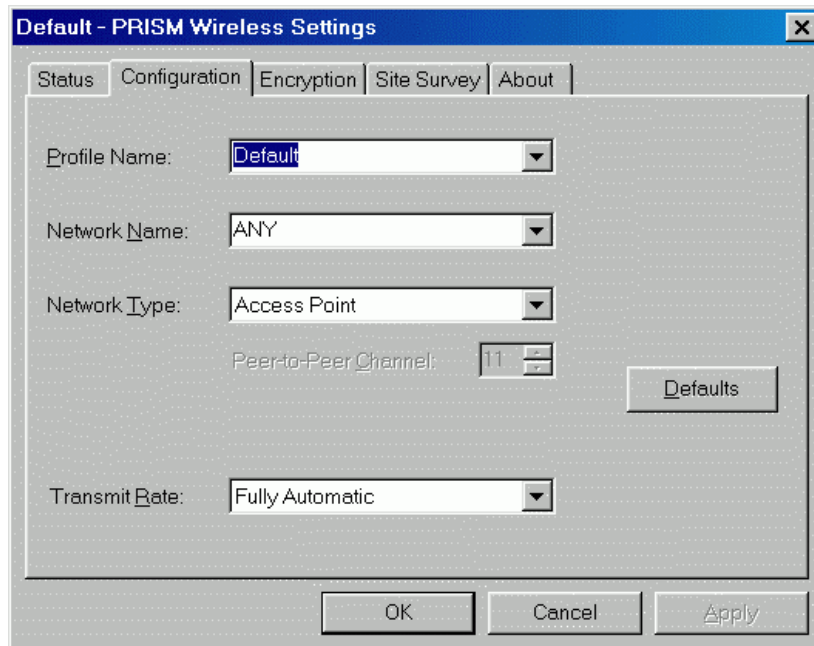 Default - PRISM Wireless Settings
Status Configuration Encryption Site Survey About
Profile Name: Default
Network Name: ANY
Network Type: Access Point
Peer-to-Peer Channel: 11
Defaults
Transmit Rate: Fully Automatic
OK Cancel Apply